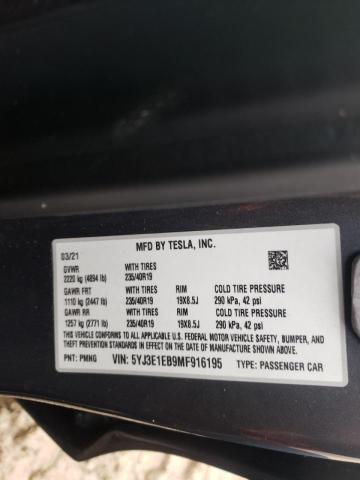 MFD BY TESLA, INC.
03/21
GVWR WITH TIRES
2220 kg (4894 lb) 235/40R19
GAWR FRT WITH TIRES RIM COLD TIRE PRESSURE
1110 kg (2447 lb) 235/40R19 19X8.5J 290 kPa, 42 psi
GAWR RR WITH TIRES RIM COLD TIRE PRESSURE
1257 kg (2771 lb) 235/40R19 19X8.5J 290 kPa, 42 psi
THIS VEHICLE CONFORMS TO ALL APPLICABLE FEDERAL MOTOR VEHICLE SAFETY, BUMPER, AND
THEFT PREVENTION STANDARDS IN EFFECT ON THE DATE OF MANUFACTURE SHOWN ABOVE.
PNT: PMNG VIN: 5YJ3E1EB9MF916195 TYPE: PASSENGER CAR